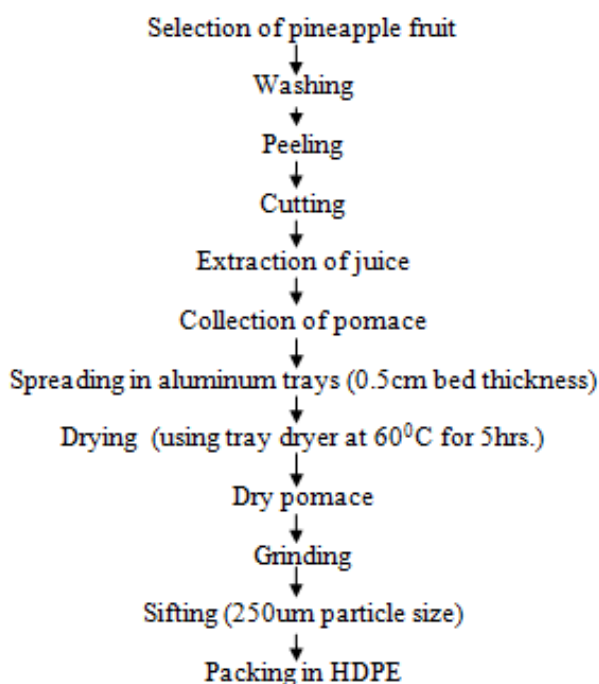 Selection of pineapple fruit
Washing
Peeling
Cutting
Extraction of juice
Collection of pomace
Spreading in aluminum trays (0.5cm bed thickness)
Drying (using tray dryer at 60⁰C for 5hrs.)
Dry pomace
Grinding
Sifting (250um particle size)
Packing in HDPE